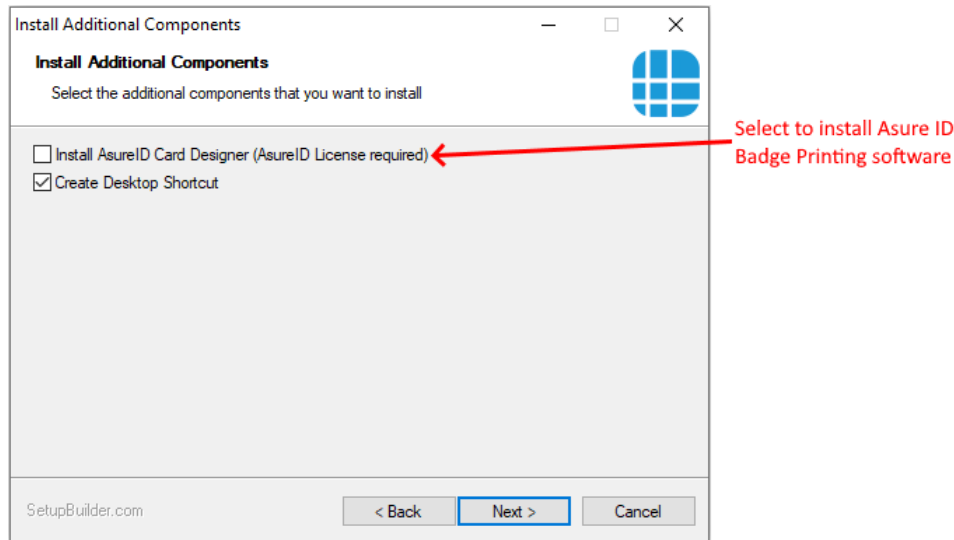 Install Additional Components
Install Additional Components
Select the additional components that you want to install
Select to install Asure ID
Badge Printing software
Install AsureID Card Designer (AsureID License required)
Create Desktop Shortcut
SetupBuilder.com
< Back
Next >
Cancel